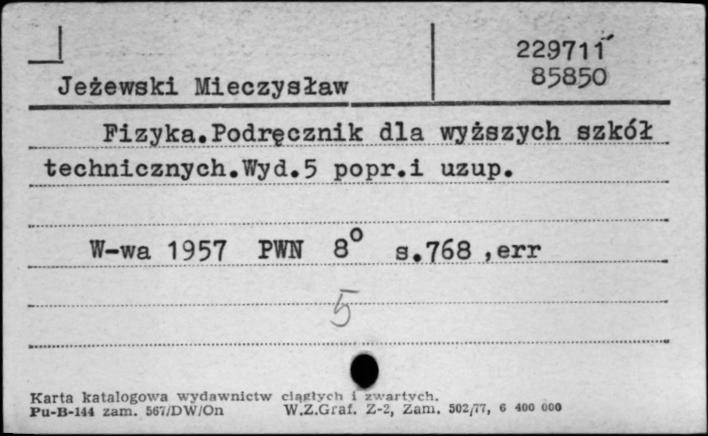 229711
85850
Jeżewski Mieczysław
Fizyka.Podręcznik dla wyższych szkół
technicznych.Wyd.5 popr.i uzup.
W-wa 1957 PWN 8° s.768 ,err
5
Karta katalogowa wydawnictw ciągłych i zwartych.
Pu-B-144 zam. 567/DW/On W.Z.Graf. Z-2, Zam. 502/77, 6 400 000